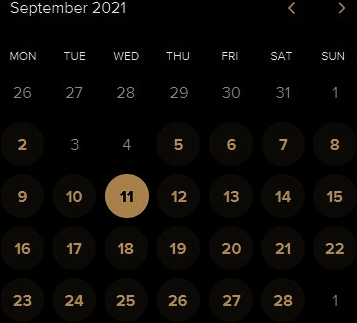 September 2021
MON TUE WED THU FRI SAT SUN
26 27 28 29 30 31 1
2 3 4 5 6 7 8
9 10 11 12 13 14 15
16 17 18 19 20 21 22
23 24 25 26 27 28 1